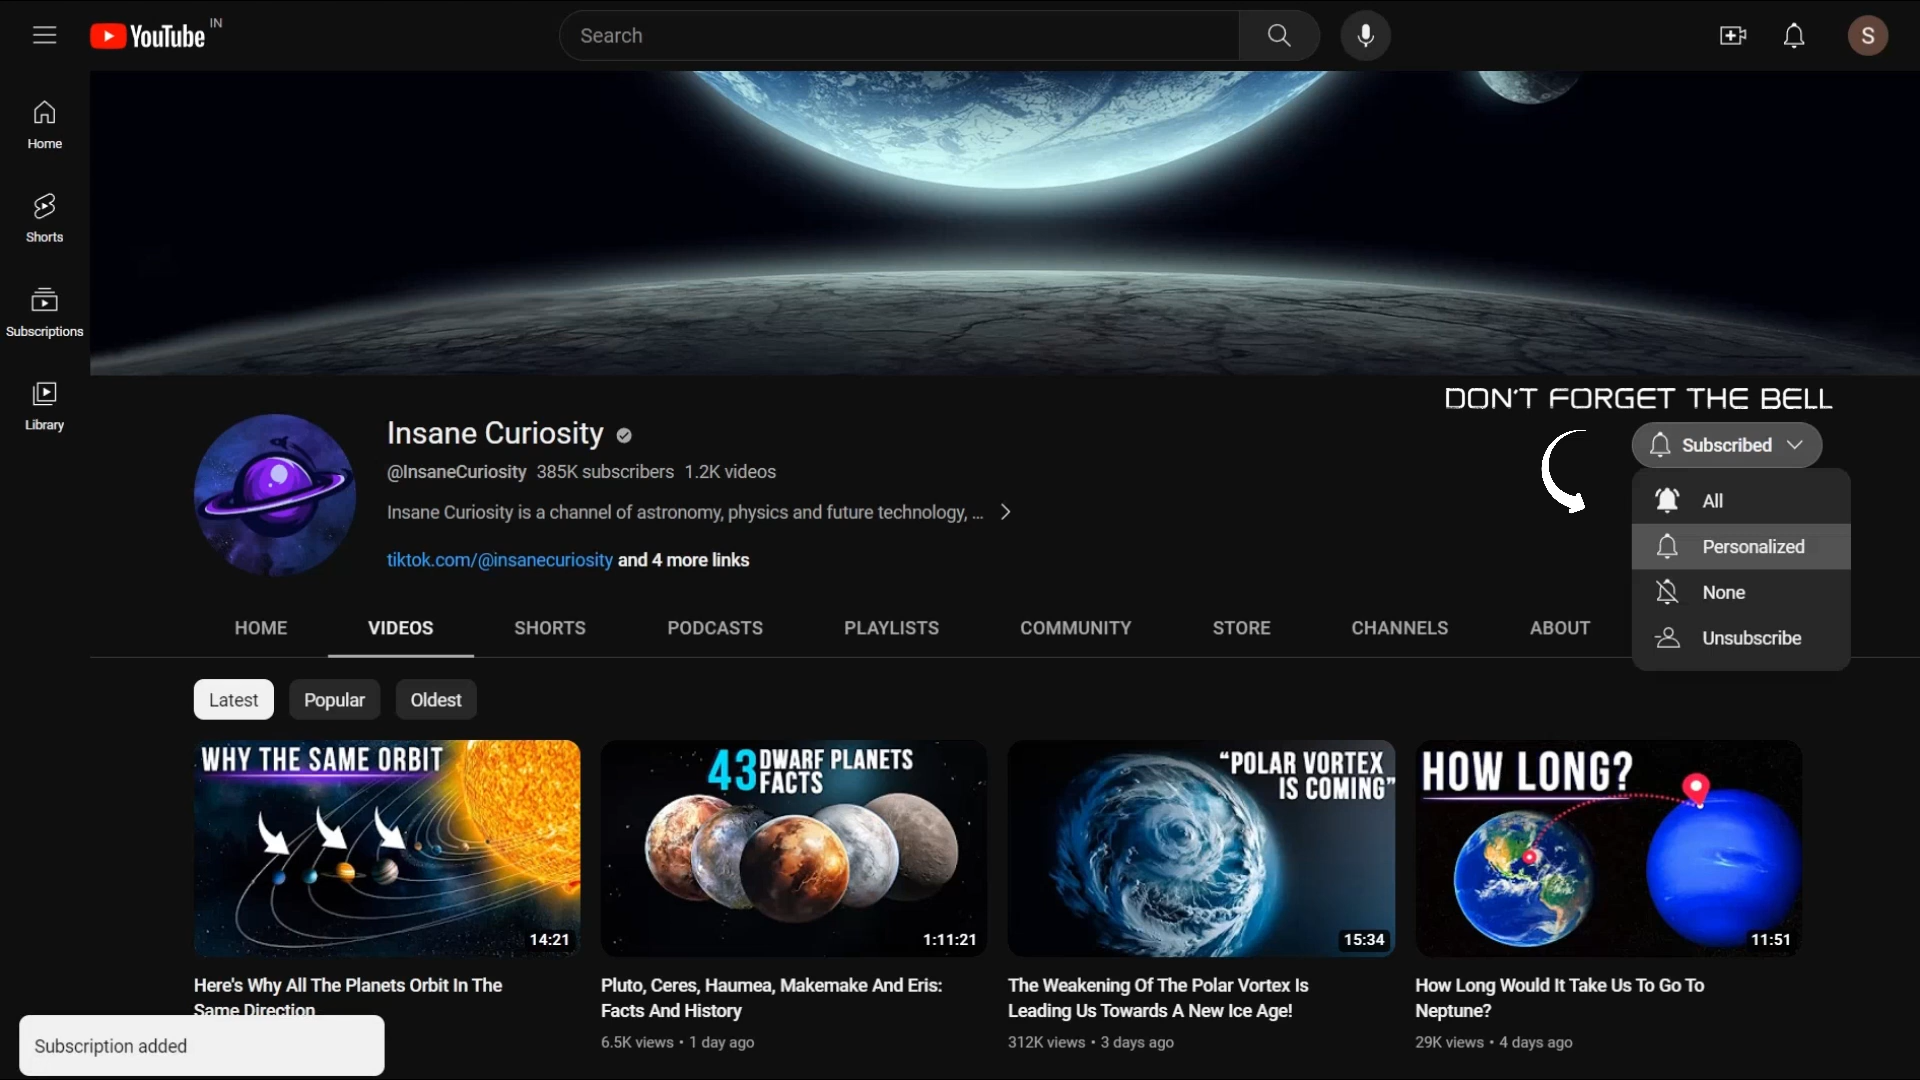 YouTube IN
Search
S
Home
Shorts
Subscriptions
Library
DON'T FORGET THE BELL
Insane Curiosity
@InsaneCuriosity 385K subscribers 1.2K videos
Insane Curiosity is a channel of astronomy, physics and future technology, ...
tiktok.com/@insanecuriosity and 4 more links
Subscribed
All
Personalized
None
Unsubscribe
HOME VIDEOS SHORTS PODCASTS PLAYLISTS COMMUNITY STORE CHANNELS ABOUT
Latest Popular Oldest
WHY THE SAME ORBIT
14:21
43 DWARF PLANETS
FACTS
1:11:21
“POLAR VORTEX
IS COMING”
15:34
HOW LONG?
11:51
Here's Why All The Planets Orbit In The
Same Direction
Pluto, Ceres, Haumea, Makemake And Eris:
Facts And History
6.5K views • 1 day ago
The Weakening Of The Polar Vortex Is
Leading Us Towards A New Ice Age!
312K views • 3 days ago
How Long Would It Take Us To Go To
Neptune?
29K views • 4 days ago
Subscription added